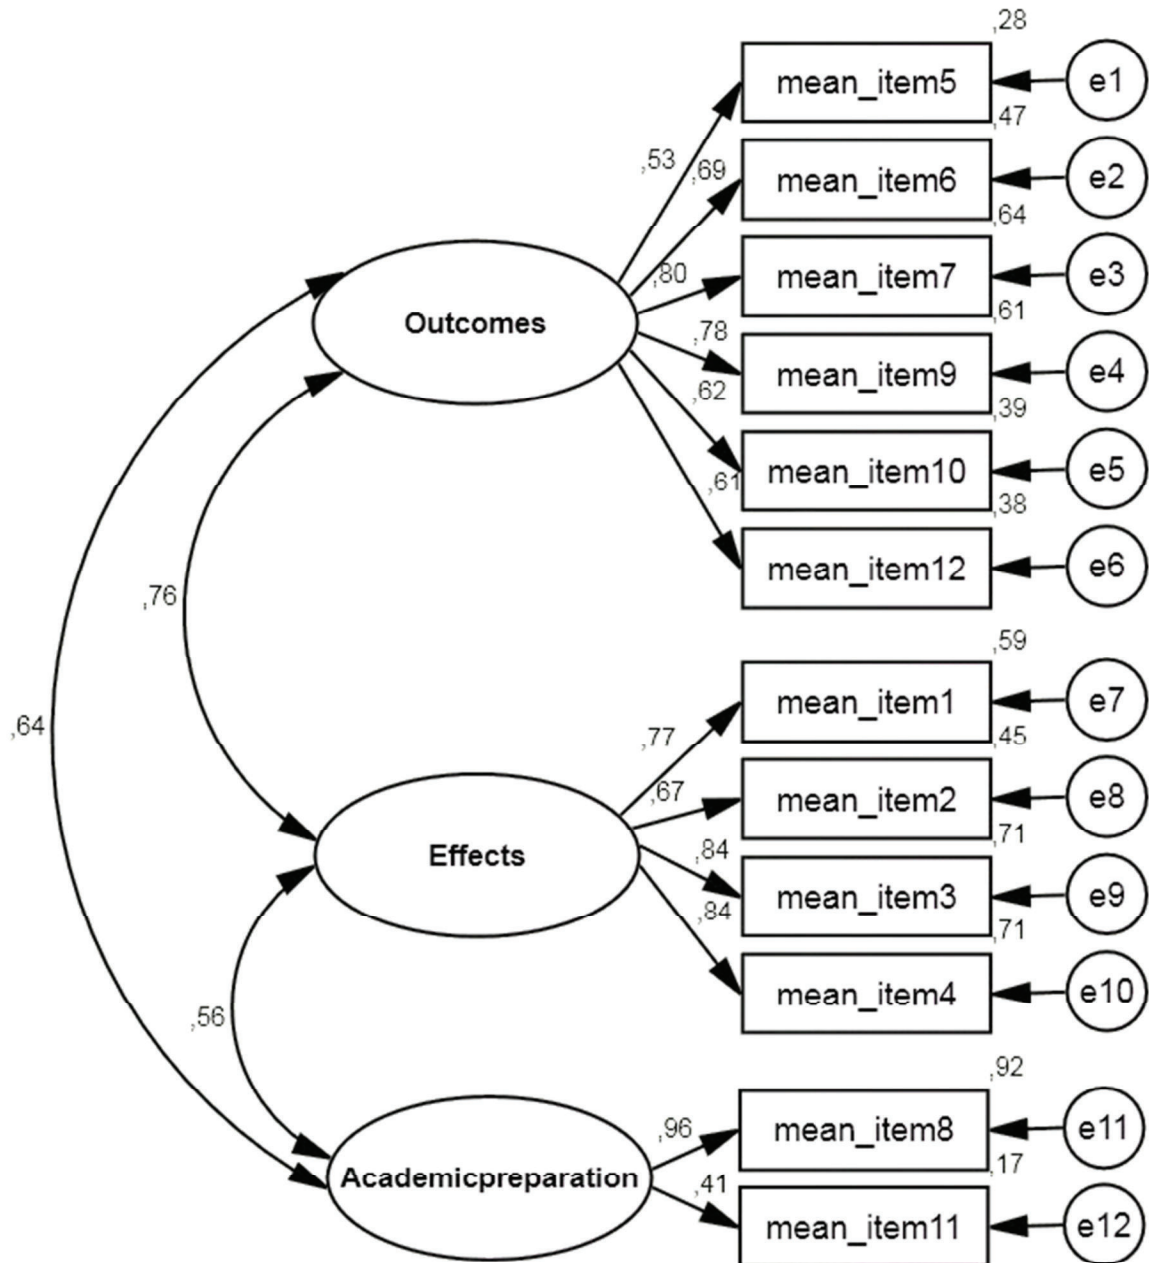 ,28
mean_item5
e1
,47
,53
,69
mean_item6
e2
,64
,80
mean_item7
e3
,61
Outcomes
,78
mean_item9
e4
,62
,39
mean_item10
e5
,61
,38
mean_item12
e6
,76
,59
mean_item1
e7
,64
,77
,45
,67
mean_item2
e8
,71
Effects
,84
mean_item3
e9
,84
,71
mean_item4
e10
,56
,92
,96
mean_item8
e11
,17
Academicpreparation
,41
mean_item11
e12